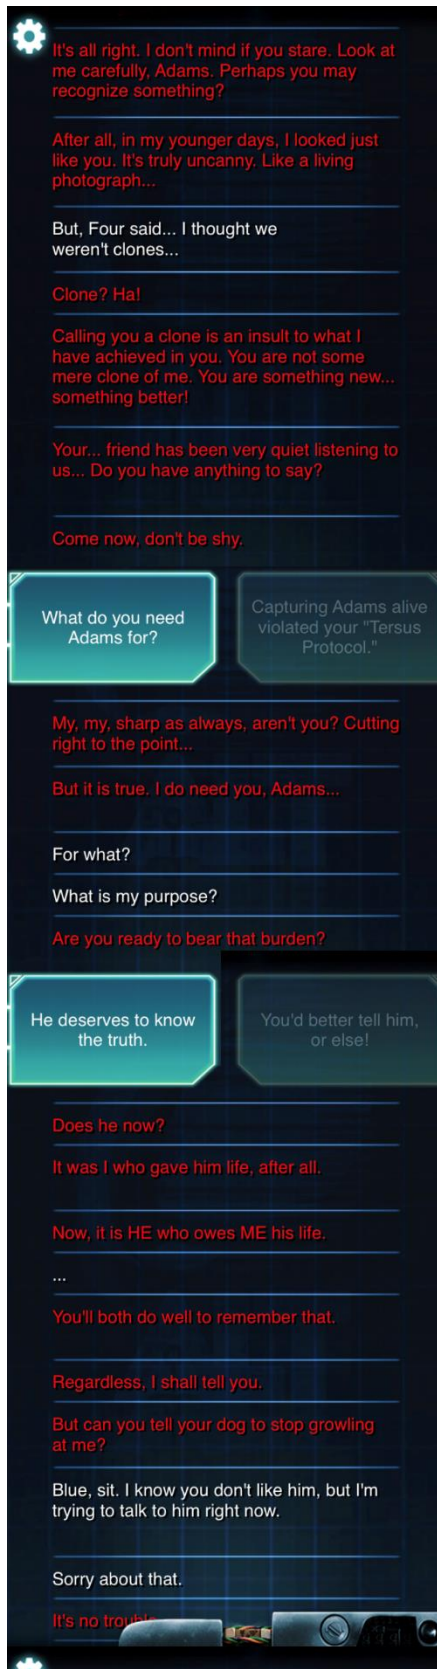 It's all right. I don't mind if you stare. Look at
me carefully, Adams. Perhaps you may
recognize something?
After all, in my younger days, I looked just
like you. It's truly uncanny. Like a living
photograph...
But, Four said... I thought we
weren't clones...
Clone? Ha!
Calling you a clone is an insult to what I
have achieved in you. You are not some
mere clone of me. You are something new...
something better!
Your... friend has been very quiet listening to
us... Do you have anything to say?
Come now, don't be shy.
What do you need
Adams for?
Capturing Adams alive
violated your "Tersus
Protocol."
My, my, sharp as always, aren't you? Cutting
right to the point...
But it is true. I do need you, Adams...
For what?
What is my purpose?
Are you ready to bear that burden?
He deserves to know
the truth.
You'd better tell him,
or else!
Does he now?
It was I who gave him life, after all.
Now, it is HE who owes ME his life.
...
You'll both do well to remember that.
Regardless, I shall tell you.
But can you tell your dog to stop growling
at me?
Blue, sit. I know you don't like him, but I'm
trying to talk to him right now.
Sorry about that.
It's no